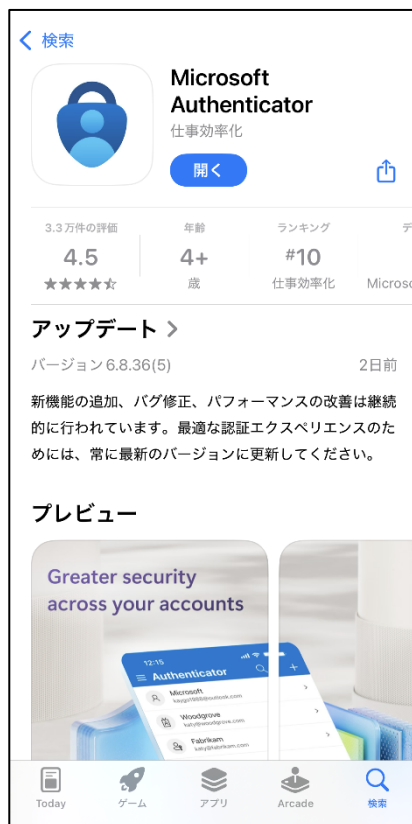 検索
Microsoft
Authenticator
仕事効率化
開く
3.3万件の評価
年齢
ランキング
デ
4.5
4+
#10
歳
仕事効率化
Microso
アップデート
バージョン 6.8.36(5)
2日前
新機能の追加、バグ修正、パフォーマンスの改善は継続
的に行われています。最適な認証エクスペリエンスのた
めには、常に最新のバージョンに更新してください。
プレビュー
Greater security
across your accounts
12:15
Authenticator
Microsoft
Woodgrove
Fabrikam
Today
ゲーム
アプリ
Arcade
検索